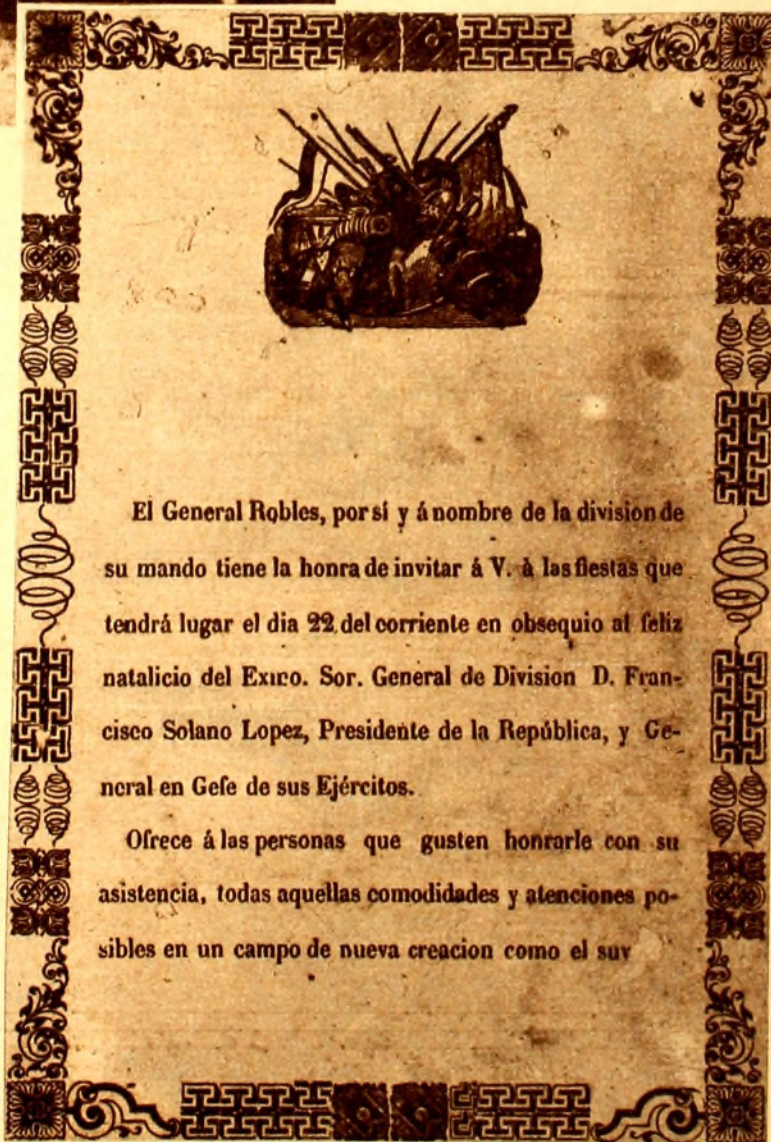 El General Robles, por si y á nombre de la division de
su mando tiene la honra de invitar á V. à las fiestas que
tendrá lugar el dia 22 del corriente en obsequio al feliz
natalicio del Exmo. Sor. General de Division D. Fran-
cisco Solano Lopez, Presidente de la República, y Ge-
neral en Gefe de sus Ejércitos.
Ofrece á las personas que gusten honrarle con su
asistencia, todas aquellas comodidades y atenciones po-
sibles en un campo de nueva creacion como el